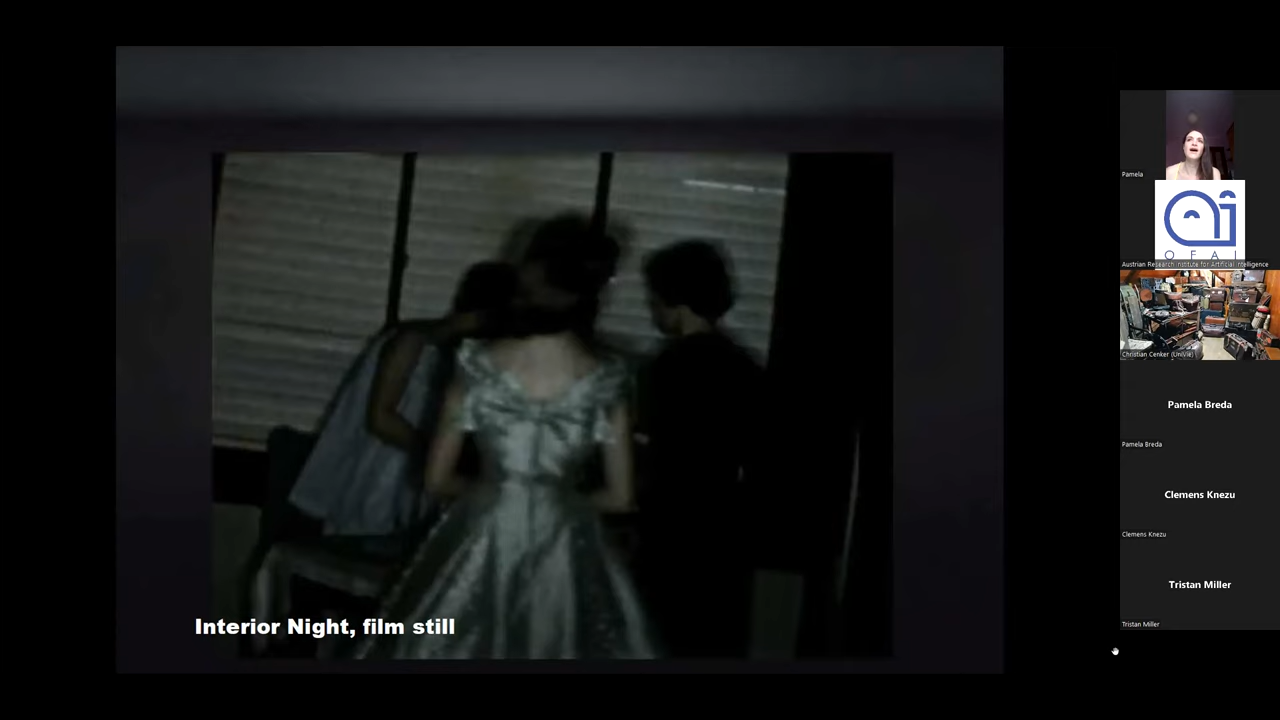 Interior Night, film still
Pamela
OFAI
Austrian Research Institute for Artificial Intelligence
Christian Cenker (UniVie)
Pamela Breda
Pamela Breda
Clemens Knezu
Clemens Knezu
Tristan Miller
Tristan Miller